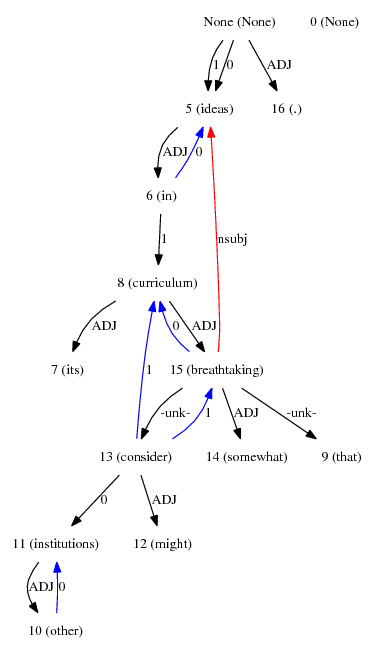 None (None) 0 (None)
1 0 ADJ
5 (ideas) 16 (.)
ADJ 0
6 (in)
nsubj
1
8 (curriculum)
ADJ 0 ADJ
7 (its) 15 (breathtaking)
1 -unk- 1 ADJ -unk-
13 (consider) 14 (somewhat) 9 (that)
0 ADJ
11 (institutions) 12 (might)
ADJ 0
10 (other)